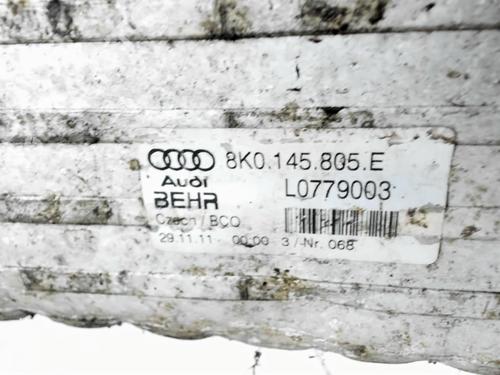 8K0.145.805.E
Audi L0779003
BEHR
Czech / BCO
29.11.11 00:00 3 /-Nr. 068